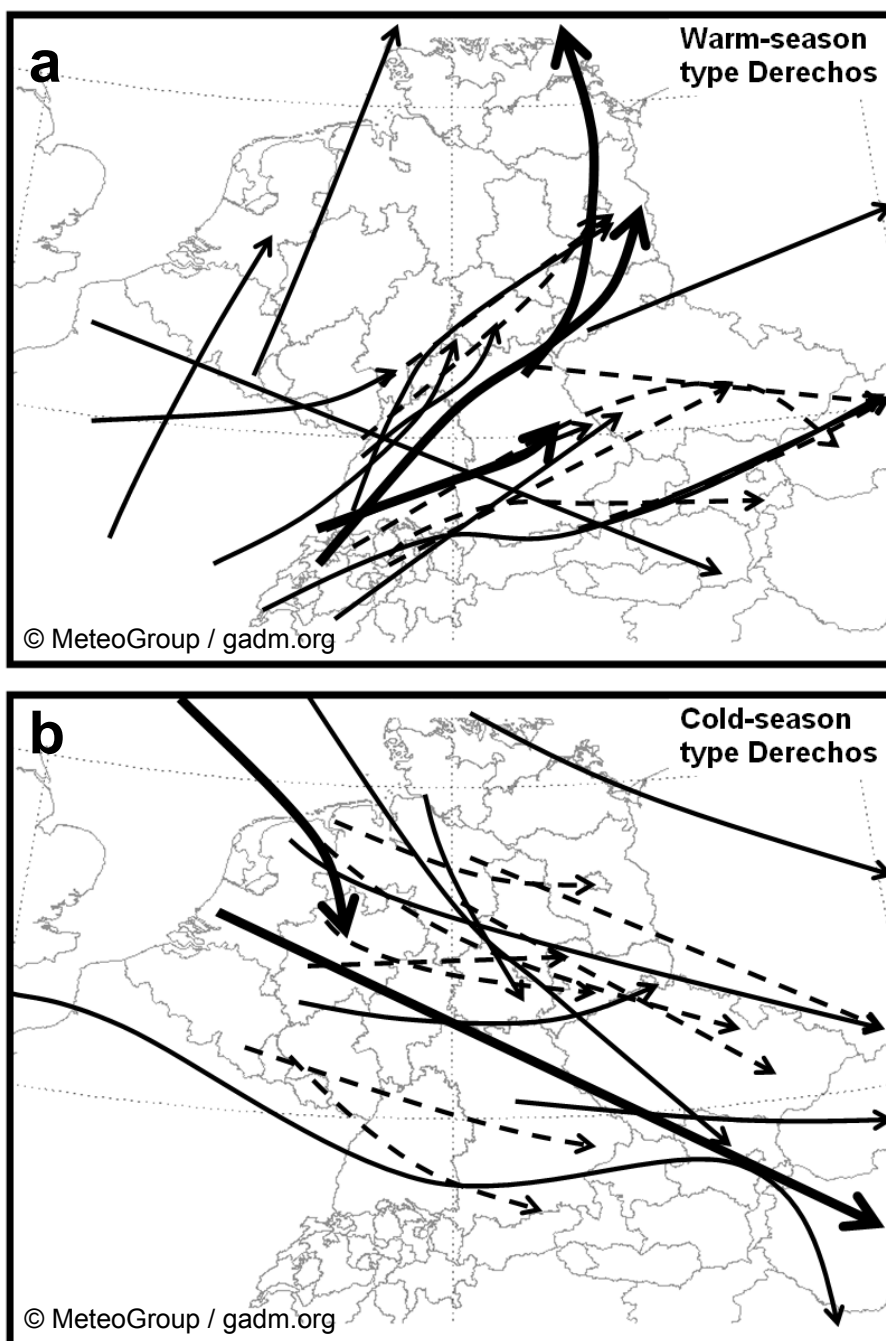 a
Warm-season
type Derechos
© MeteoGroup / gadm.org
b
Cold-season
type Derechos
© MeteoGroup / gadm.org